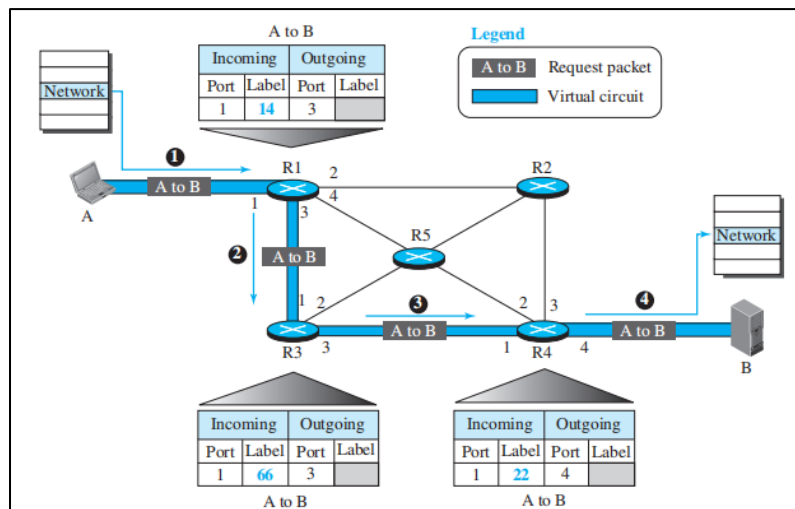 A to B
Incoming Outgoing
Port Label Port Label
1 14 3
Legend
A to B Request packet
Virtual circuit
Network
1
A to B
A
1
R1
2
4
3
R2
2
A to B
R5
Network
1
2
R3
3
3
A to B
2
3
1
R4
4
4
A to B
B
Incoming Outgoing
Port Label Port Label
1 66 3
A to B
Incoming Outgoing
Port Label Port Label
1 22 4
A to B